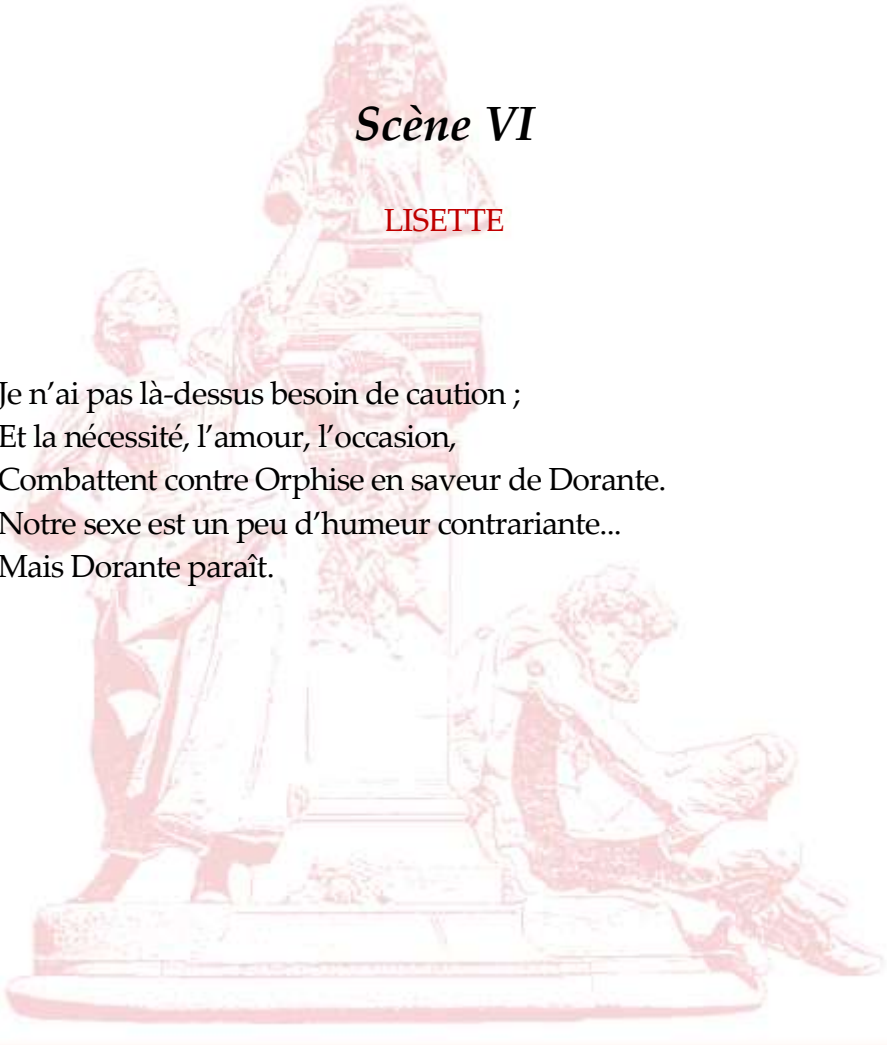 Scène VI
LISETTE
Je n’ai pas là-dessus besoin de caution ;
Et la nécessité, l’amour, l’occasion,
Combattent contre Orphise en saveur de Dorante.
Notre sexe est un peu d’humeur contrariante...
Mais Dorante paraît.